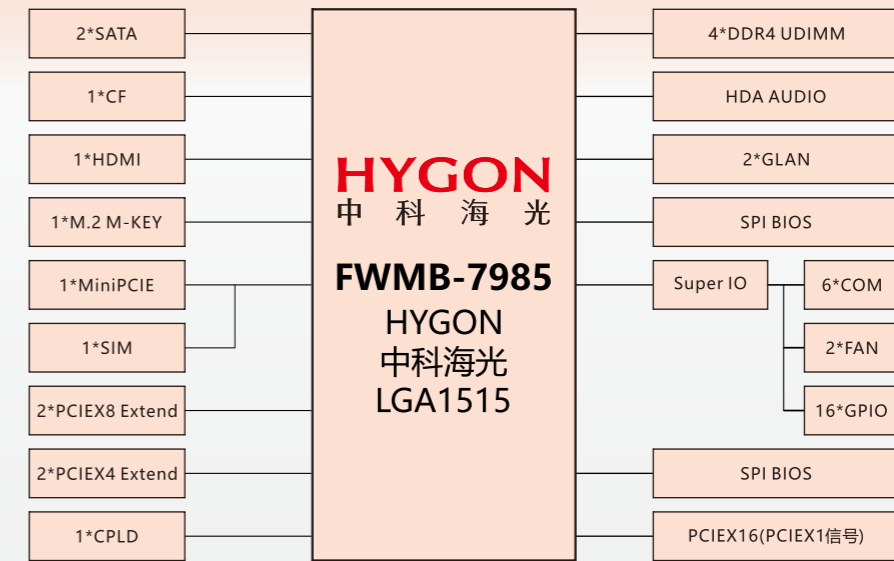 2*SATA
1*CF
1*HDMI
1*M.2 M-KEY
1*MiniPCIE
1*SIM
2*PCIEX8 Extend
2*PCIEX4 Extend
1*CPLD
HYGON
中科海光
FWMB-7985
HYGON
中科海光
LGA1515
4*DDR4 UDIMM
HDA AUDIO
2*GLAN
SPI BIOS
Super IO
6*COM
2*FAN
16*GPIO
SPI BIOS
PCIEX16(PCIEX1信号)